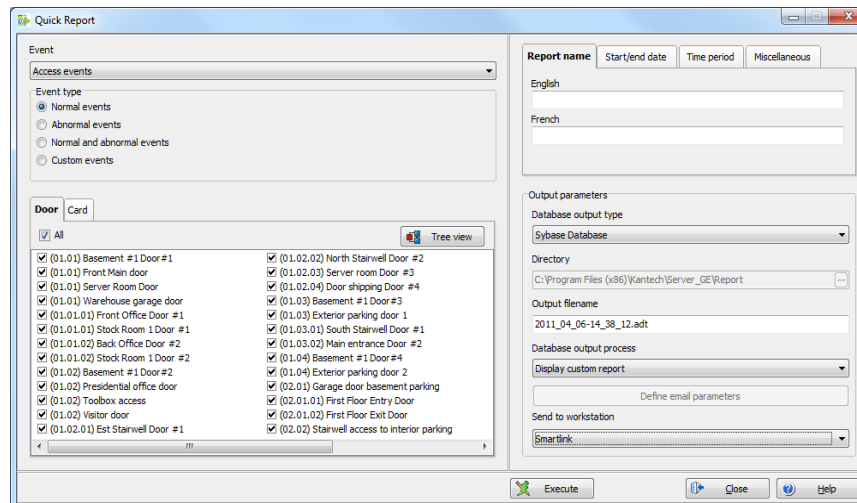 Quick Report
Event
Access events
Event type
Normal events
Abnormal events
Normal and abnormal events
Custom events
Door
Card
All
Tree view
(01.01) Basement #1 Door#1
(01.01) Front Main door
(01.01) Server Room Door
(01.01) Warehouse garage door
(01.01.01) Front Office Door #1
(01.01.01) Stock Room 1 Door #1
(01.01.02) Back Office Door #2
(01.01.02) Stock Room 1 Door #2
(01.02) Basement #1 Door#2
(01.02) Presidential office door
(01.02) Toolbox access
(01.02) Visitor door
(01.02.01) Est Stairwell Door #1
(01.02.02) North Stairwell Door #2
(01.02.03) Server room Door #3
(01.02.04) Door shipping Door #4
(01.03) Basement #1 Door#3
(01.03) Exterior parking door 1
(01.03.01) South Stairwell Door #1
(01.03.02) Main entrance Door #2
(01.04) Basement #1 Door#4
(01.04) Exterior parking door 2
(02.01) Garage door basement parking
(02.01.01) First Floor Entry Door
(02.01.02) First Floor Exit Door
(02.02) Stairwell access to interior parking
Report name
Start/end date
Time period
Miscellaneous
English
French
Output parameters
Database output type
Sybase Database
Directory
C:\Program Files (x86)\Kantech\Server_GE\Report
...
Output filename
2011_04_06-14_38_12.adt
Database output process
Display custom report
Define email parameters
Send to workstation
Smartlink
Execute
Close
Help